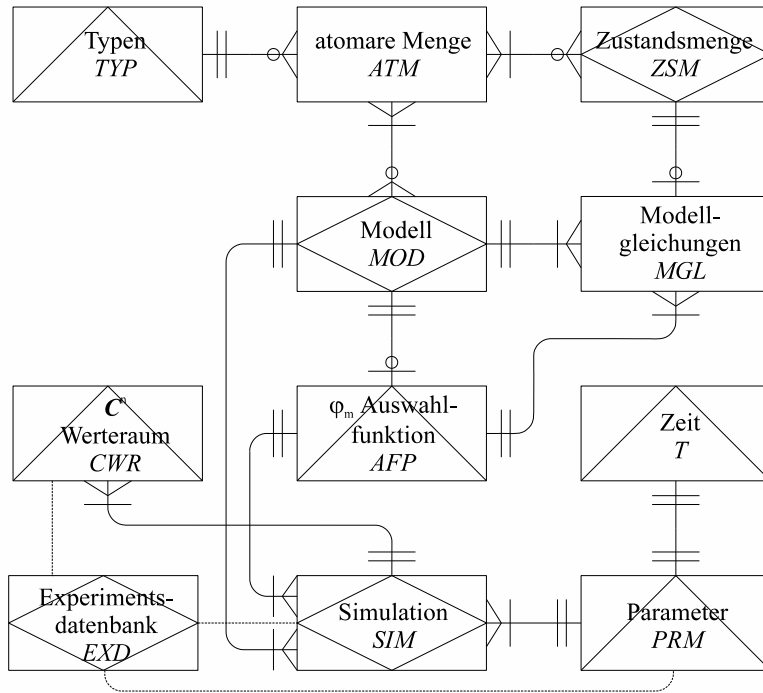 Typen
TYP
atomare Menge
ATM
Zustandsmenge
ZSM
Modell
MOD
Modell-
gleichungen
MGL
Cⁿ
Werteraum
CWR
φₘ Auswahl-
funktion
AFP
Zeit
T
Experiments-
datenbank
EXD
Simulation
SIM
Parameter
PRM